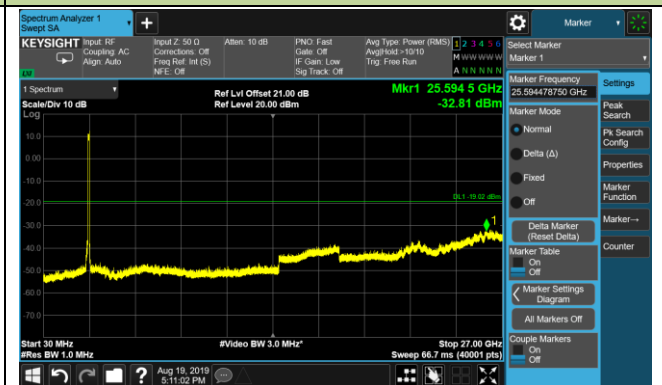 Spectrum Analyzer 1
Swept SA
Marker
KEYSIGHT
Input: RF
Coupling: AC
Align: Auto
Input Z: 50 Ω
Corrections: Off
Freq Ref: Int (S)
NFE: Off
Atten: 10 dB
PNO: Fast
Gate: Off
IF Gain: Low
Sig Track: Off
Avg Type: Power (RMS)
Avg|Hold:>10/10
Trig: Free Run
1 2 3 4 5 6
M W W W W W
A N N N N N
Select Marker
Marker 1
1 Spectrum
Scale/Div 10 dB
Log
Ref Lvl Offset 21.00 dB
Ref Level 20.00 dBm
Mkr1 25.594 5 GHz
-32.81 dBm
10.0
0.00
-10.0
-20.0
-30.0
-40.0
-50.0
-60.0
-70.0
DL1 -19.02 dBm
1
Start 30 MHz
#Res BW 1.0 MHz
#Video BW 3.0 MHz*
Stop 27.00 GHz
Sweep 66.7 ms (40001 pts)
Marker Frequency
25.594478750 GHz
Marker Mode
Normal
Delta (Δ)
Fixed
Off
Delta Marker
(Reset Delta)
Marker Table
On
Off
Marker Settings
Diagram
All Markers Off
Couple Markers
On
Off
Settings
Peak
Search
Pk Search
Config
Properties
Marker
Function
Marker→
Counter
Aug 19, 2019
5:11:02 PM